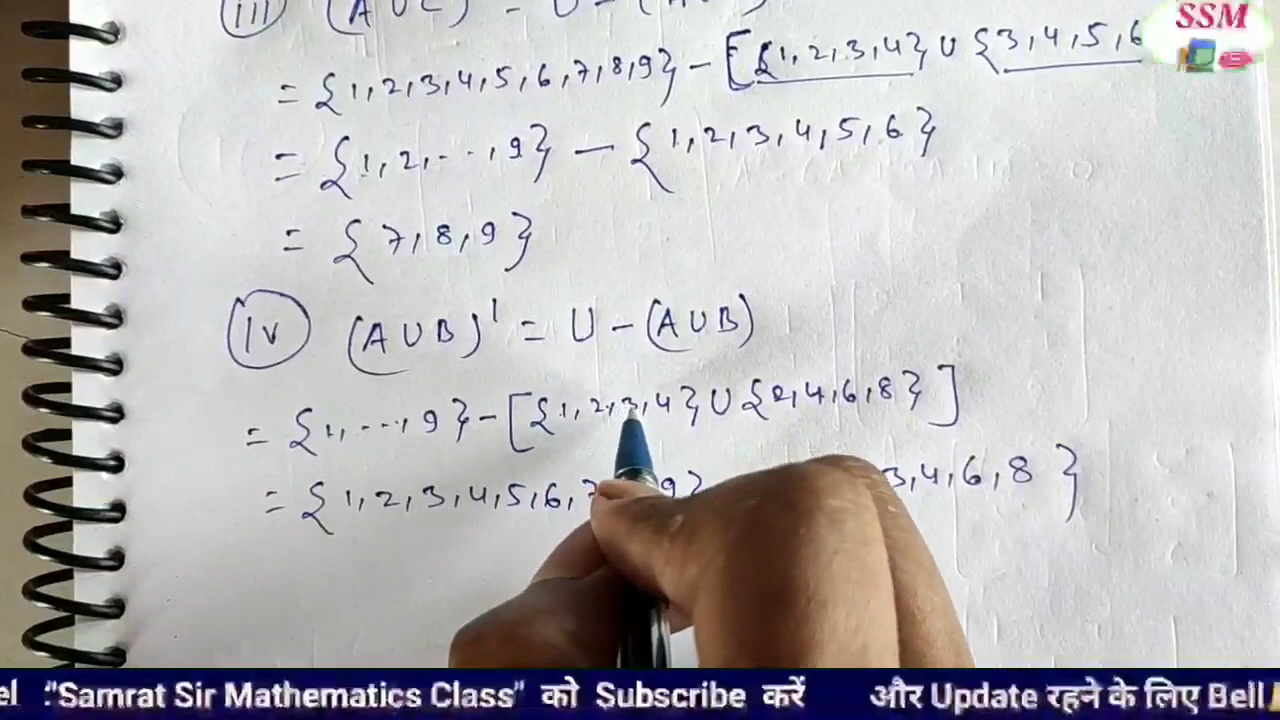 SSM
(iii) (A U C)' = U - (A U
= {1,2,3,4,5,6,7,8,9} - [{1,2,3,4} U {3,4,5,6
= {1,2,...,9} - {1,2,3,4,5,6}
= {7,8,9}
(iv) (A U B)' = U - (A U B)
= {1,...,9} - [{1,2,3,4} U {2,4,6,8}]
= {1,2,3,4,5,6,7 9} 3,4,6,8}
el :"Samrat Sir Mathematics Class" को Subscribe करें और Update रहने के लिए Bell